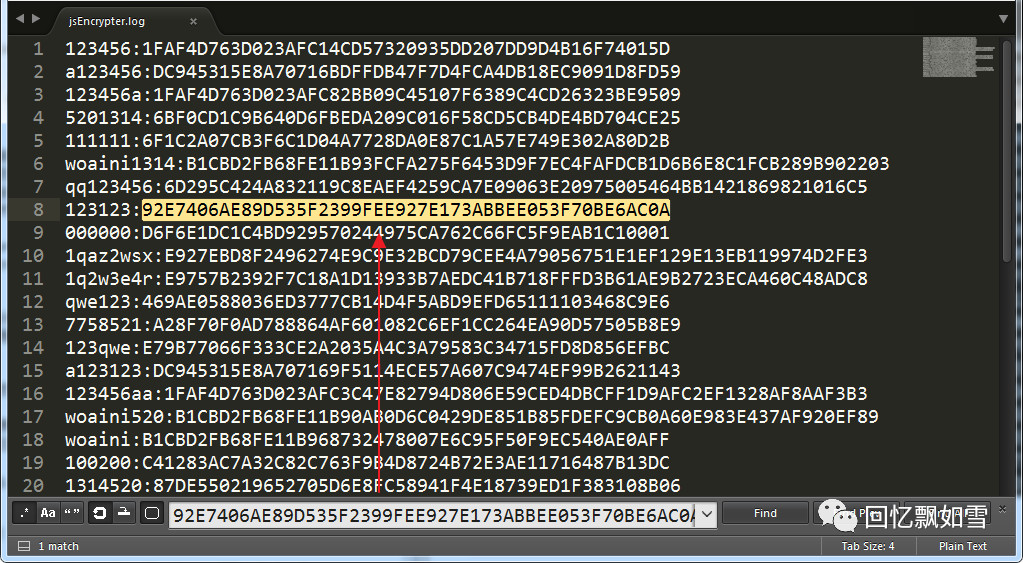 jsEncrypter.log ×
1 123456:1FAF4D763D023AFC14CD57320935DD207DD9D4B16F74015D
2 a123456:DC945315E8A70716BDFFDB47F7D4FCA4DB18EC9091D8FD59
3 123456a:1FAF4D763D023AFC82BB09C45107F6389C4CD26323BE9509
4 5201314:6BF0CD1C9B640D6FBEDA209C016F58CD5CB4DE4BD704CE25
5 111111:6F1C2A07CB3F6C1D04A7728DA0E87C1A57E749E302A80D2B
6 woaini1314:B1CBD2FB68FE11B93FCFA275F6453D9F7EC4FAFDCB1D6B6E8C1FCB289B902203
7 qq123456:6D295C424A832119C8EAEF4259CA7E09063E20975005464BB1421869821016C5
8 123123:92E7406AE89D535F2399FEE927E173ABBEE053F70BE6AC0A
9 000000:D6F6E1DC1C4BD929570244975CA762C66FC5F9EAB1C10001
10 1qaz2wsx:E927EBD8F2496274E9C9E32BCD79CEE4A79056751E1EF129E13EB119974D2FE3
11 1q2w3e4r:E9757B2392F7C18A1D13933B7AEDC41B718FFFD3B61AE9B2723ECA460C48ADC8
12 qwe123:469AE0588036ED3777CB14D4F5ABD9EFD65111103468C9E6
13 7758521:A28F70F0AD788864AF601082C6EF1CC264EA90D57505B8E9
14 123qwe:E79B77066F333CE2A2035A4C3A79583C34715FD8D856EFBC
15 a123123:DC945315E8A707169F5114ECE57A607C9474EF99B2621143
16 123456aa:1FAF4D763D023AFC3C47E82794D806E59CED4DBCFF1D9AFC2EF1328AF8AAF3B3
17 woaini520:B1CBD2FB68FE11B90AB0D6C0429DE851B85FDEFC9CB0A60E983E437AF920EF89
18 woaini:B1CBD2FB68FE11B968732478007E6C95F50F9EC540AE0AFF
19 100200:C41283AC7A32C82C763F9B4D8724B72E3AE11716487B13DC
20 1314520:87DE550219652705D6E8FC58941F4E18739ED1F383108B06
.* Aa “” 92E7406AE89D535F2399FEE927E173ABBEE053F70BE6AC0A Find
回忆飘如雪
1 match Tab Size: 4 Plain Text